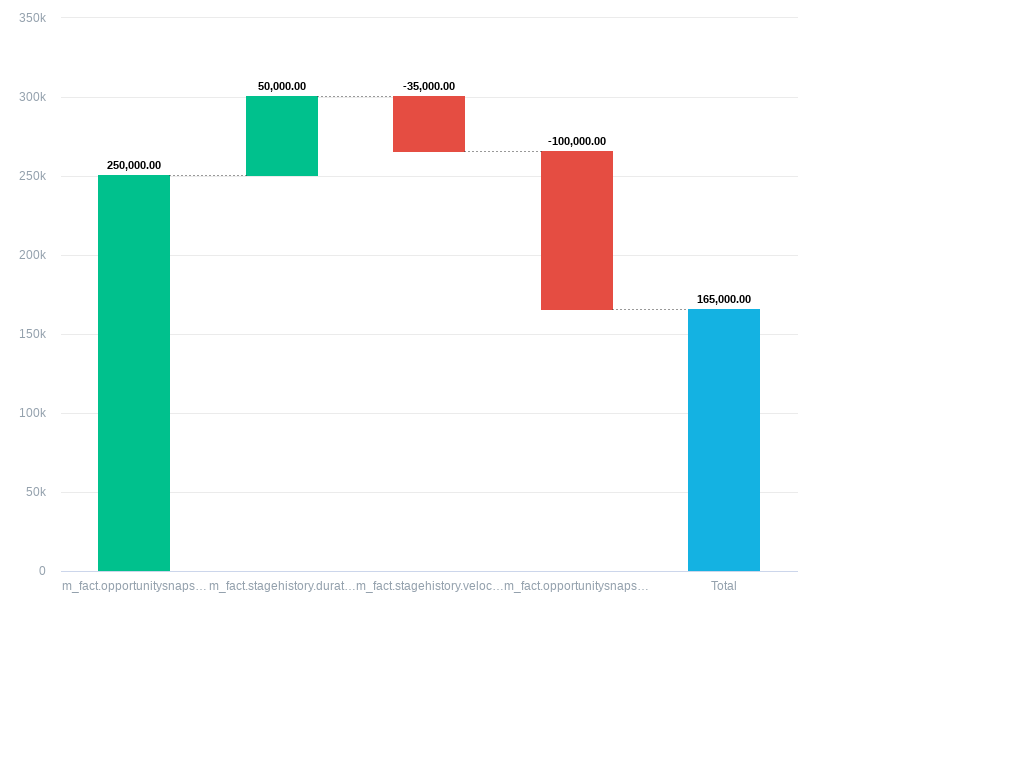 350k
300k
250k
200k
150k
100k
50k
0
250,000.00
50,000.00
-35,000.00
-100,000.00
165,000.00
m_fact.opportunitysnaps…
m_fact.stagehistory.durat…
m_fact.stagehistory.veloc…
m_fact.opportunitysnaps…
Total